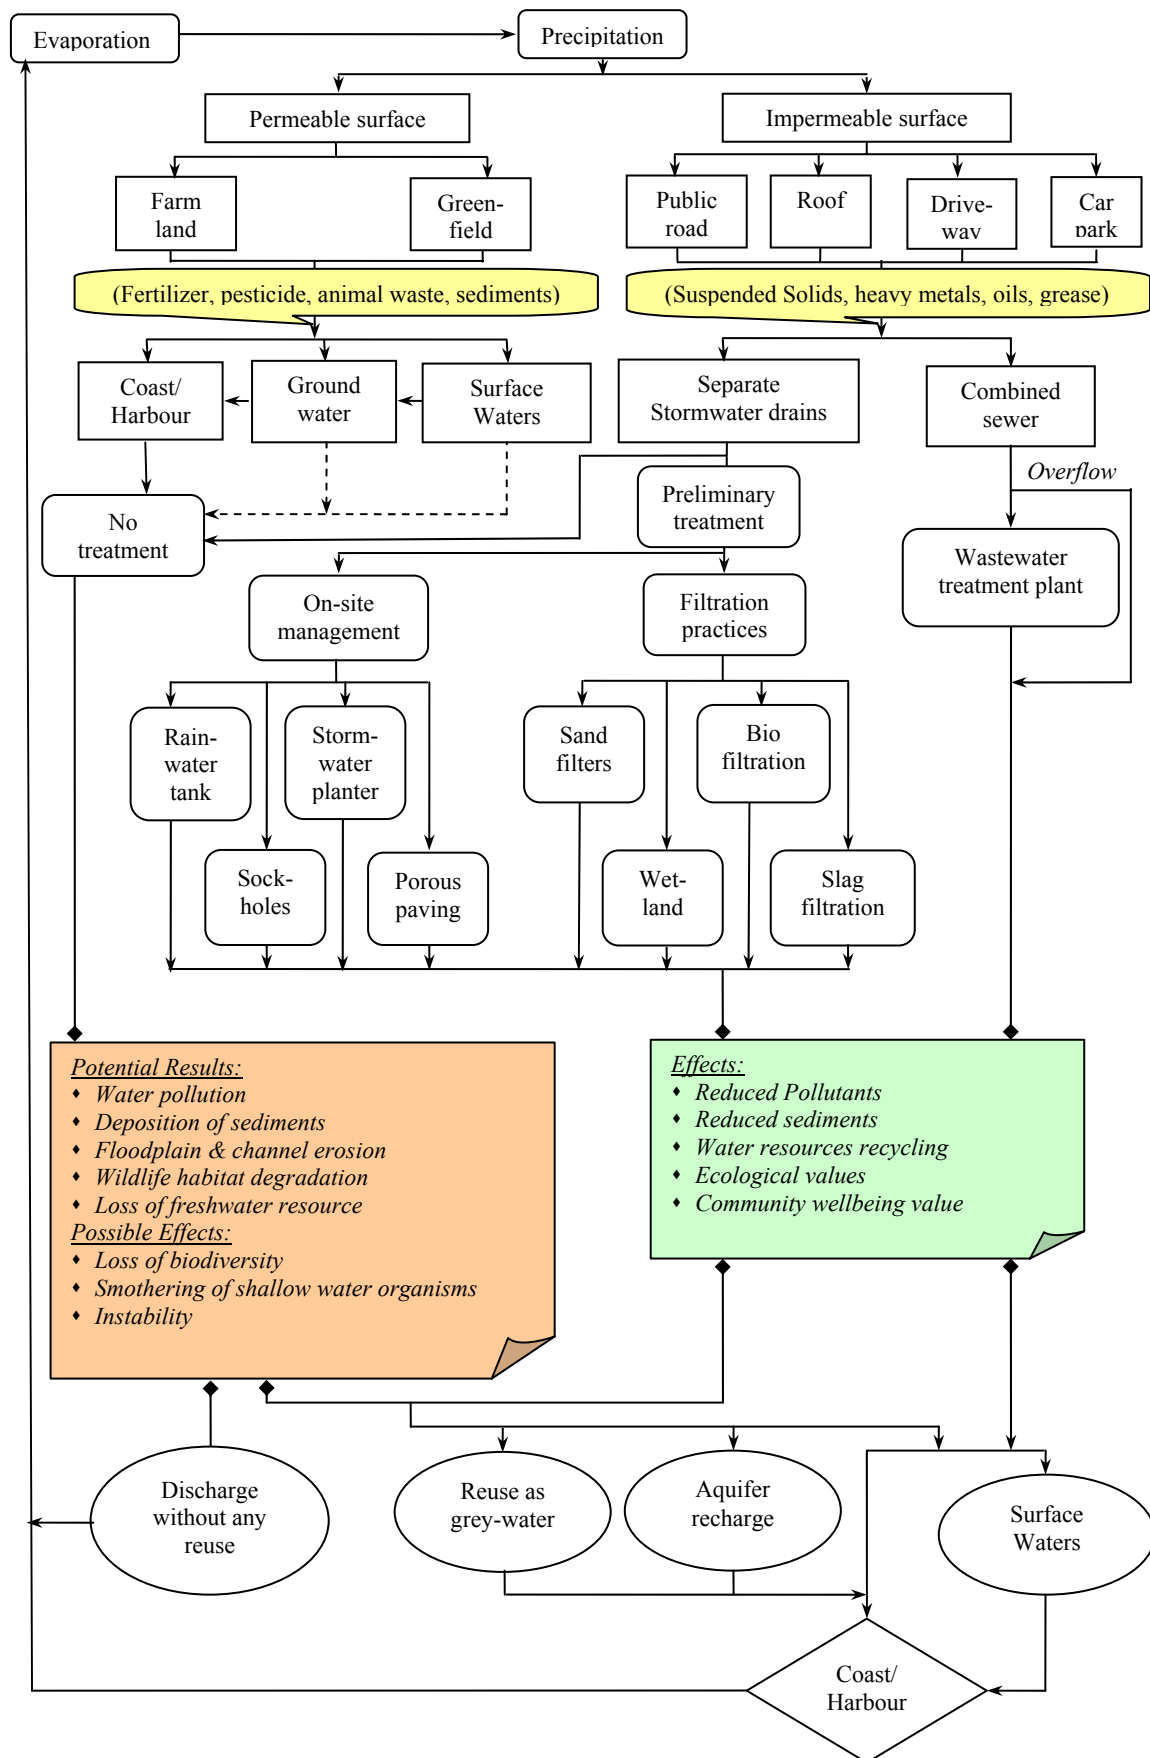 Evaporation
Precipitation
Permeable surface
Impermeable surface
Farm
land
Green-
field
Public
road
Roof
Drive-
way
Car
park
(Fertilizer, pesticide, animal waste, sediments)
(Suspended Solids, heavy metals, oils, grease)
Coast/
Harbour
Ground
water
Surface
Waters
Separate
Stormwater drains
Combined
sewer
Overflow
No
treatment
Preliminary
treatment
Wastewater
treatment plant
On-site
management
Filtration
practices
Rain-
water
tank
Storm-
water
planter
Sand
filters
Bio
filtration
Sock-
holes
Porous
paving
Wet-
land
Slag
filtration
Potential Results:
♦ Water pollution
♦ Deposition of sediments
♦ Floodplain & channel erosion
♦ Wildlife habitat degradation
♦ Loss of freshwater resource
Possible Effects:
♦ Loss of biodiversity
♦ Smothering of shallow water organisms
♦ Instability
Effects:
♦ Reduced Pollutants
♦ Reduced sediments
♦ Water resources recycling
♦ Ecological values
♦ Community wellbeing value
Discharge
without any
reuse
Reuse as
grey-water
Aquifer
recharge
Surface
Waters
Coast/
Harbour